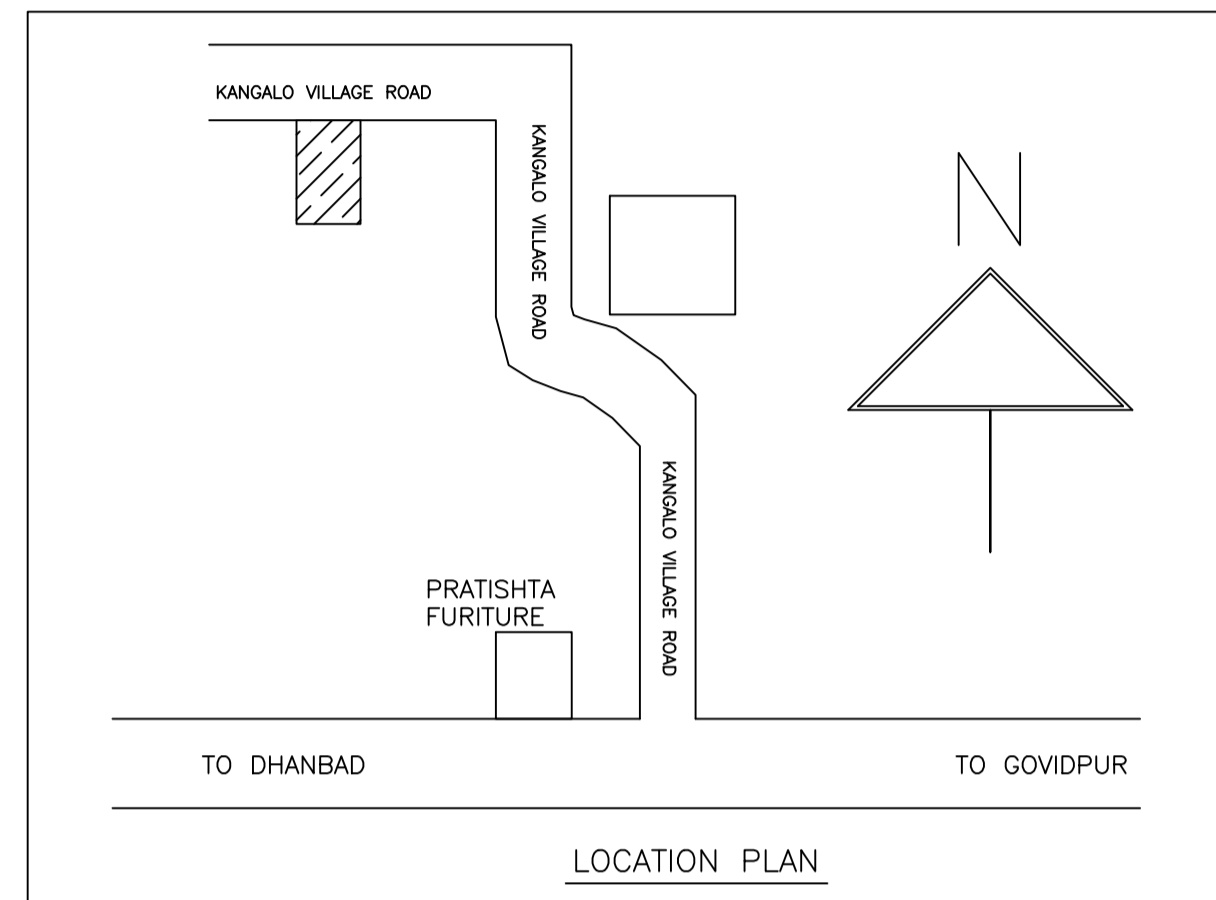 KANGALO VILLAGE ROAD
KANGALO VILLAGE ROAD
N
KANGALO VILLAGE ROAD
PRATISHTA
FURITURE
TO DHANBAD
TO GOVIDPUR
LOCATION PLAN